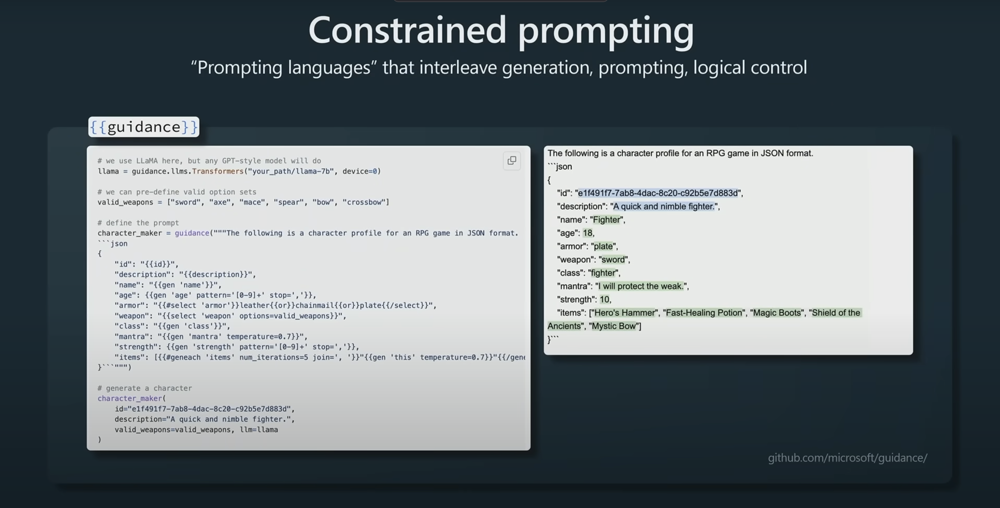 Constrained prompting
“Prompting languages” that interleave generation, prompting, logical control
{{guidance}}
# we use LLaMA here, but any GPT-style model will do
llama = guidance.llms.Transformers("your_path/llama-7b", device=0)
# we can pre-define valid option sets
valid_weapons = ["sword", "axe", "mace", "spear", "bow", "crossbow"]
# define the prompt
character_maker = guidance("""The following is a character profile for an RPG game in JSON format.
```json
{
    "id": "{{id}}",
    "description": "{{description}}",
    "name": "{{gen 'name'}}",
    "age": {{gen 'age' pattern='[0-9]+' stop=','}},
    "armor": "{{#select 'armor'}}leather{{or}}chainmail{{or}}plate{{/select}}",
    "weapon": "{{select 'weapon' options=valid_weapons}}",
    "class": "{{gen 'class'}}",
    "mantra": "{{gen 'mantra' temperature=0.7}}",
    "strength": {{gen 'strength' pattern='[0-9]+' stop=','}},
    "items": [{{#geneach 'items' num_iterations=5 join=', '}}"{{gen 'this' temperature=0.7}}"{{/gene
}```""")
# generate a character
character_maker(
    id="e1f491f7-7ab8-4dac-8c20-c92b5e7d883d",
    description="A quick and nimble fighter.",
    valid_weapons=valid_weapons, llm=llama
)
The following is a character profile for an RPG game in JSON format.
```json
{
    "id": "e1f491f7-7ab8-4dac-8c20-c92b5e7d883d",
    "description": "A quick and nimble fighter.",
    "name": "Fighter",
    "age": 18,
    "armor": "plate",
    "weapon": "sword",
    "class": "fighter",
    "mantra": "I will protect the weak.",
    "strength": 10,
    "items": ["Hero's Hammer", "Fast-Healing Potion", "Magic Boots", "Shield of the
Ancients", "Mystic Bow"]
}```
github.com/microsoft/guidance/